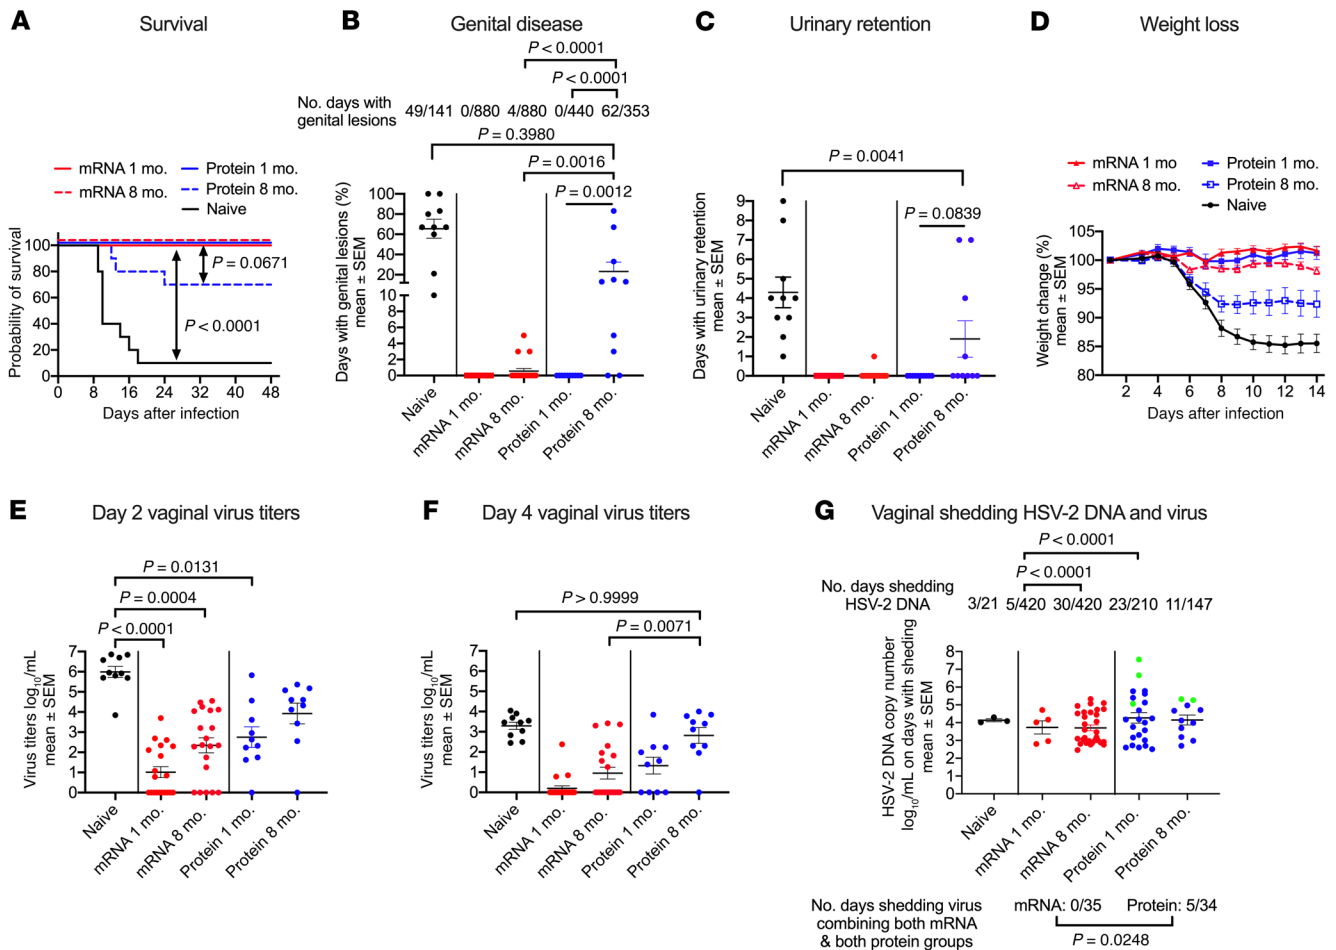 A Survival
mRNA 1 mo.
mRNA 8 mo.
Protein 1 mo.
Protein 8 mo.
Naive
Probability of survival
100
80
60
40
20
0
P = 0.0671
P < 0.0001
0 8 16 24 32 40 48
Days after infection
B Genital disease
P < 0.0001
P < 0.0001
No. days with
genital lesions
49/141 0/880 4/880 0/440 62/353
P = 0.3980
P = 0.0016
P = 0.0012
Days with genital lesions (%)
mean ± SEM
100
80
60
40
20
10
8
6
4
2
0
Naive
mRNA 1 mo.
mRNA 8 mo.
Protein 1 mo.
Protein 8 mo.
C Urinary retention
P = 0.0041
P = 0.0839
Days with urinary retention
mean ± SEM
9
8
7
6
5
4
3
2
1
0
Naive
mRNA 1 mo.
mRNA 8 mo.
Protein 1 mo.
Protein 8 mo.
D Weight loss
mRNA 1 mo
mRNA 8 mo.
Protein 1 mo.
Protein 8 mo.
Naive
Weight change (%)
mean ± SEM
105
100
95
90
85
80
2 4 6 8 10 12 14
Days after infection
E Day 2 vaginal virus titers
P = 0.0131
P = 0.0004
P < 0.0001
Virus titers log10/mL
mean ± SEM
7
6
5
4
3
2
1
0
Naive
mRNA 1 mo.
mRNA 8 mo.
Protein 1 mo.
Protein 8 mo.
F Day 4 vaginal virus titers
P > 0.9999
P = 0.0071
Virus titers log10/mL
mean ± SEM
7
6
5
4
3
2
1
0
Naive
mRNA 1 mo.
mRNA 8 mo.
Protein 1 mo.
Protein 8 mo.
G Vaginal shedding HSV-2 DNA and virus
P < 0.0001
P < 0.0001
No. days shedding
HSV-2 DNA
3/21 5/420 30/420 23/210 11/147
HSV-2 DNA copy number
log10/mL on days with sheding
mean ± SEM
8
7
6
5
4
3
2
1
0
Naive
mRNA 1 mo.
mRNA 8 mo.
Protein 1 mo.
Protein 8 mo.
No. days shedding virus
combining both mRNA
& both protein groups
mRNA: 0/35 Protein: 5/34
P = 0.0248